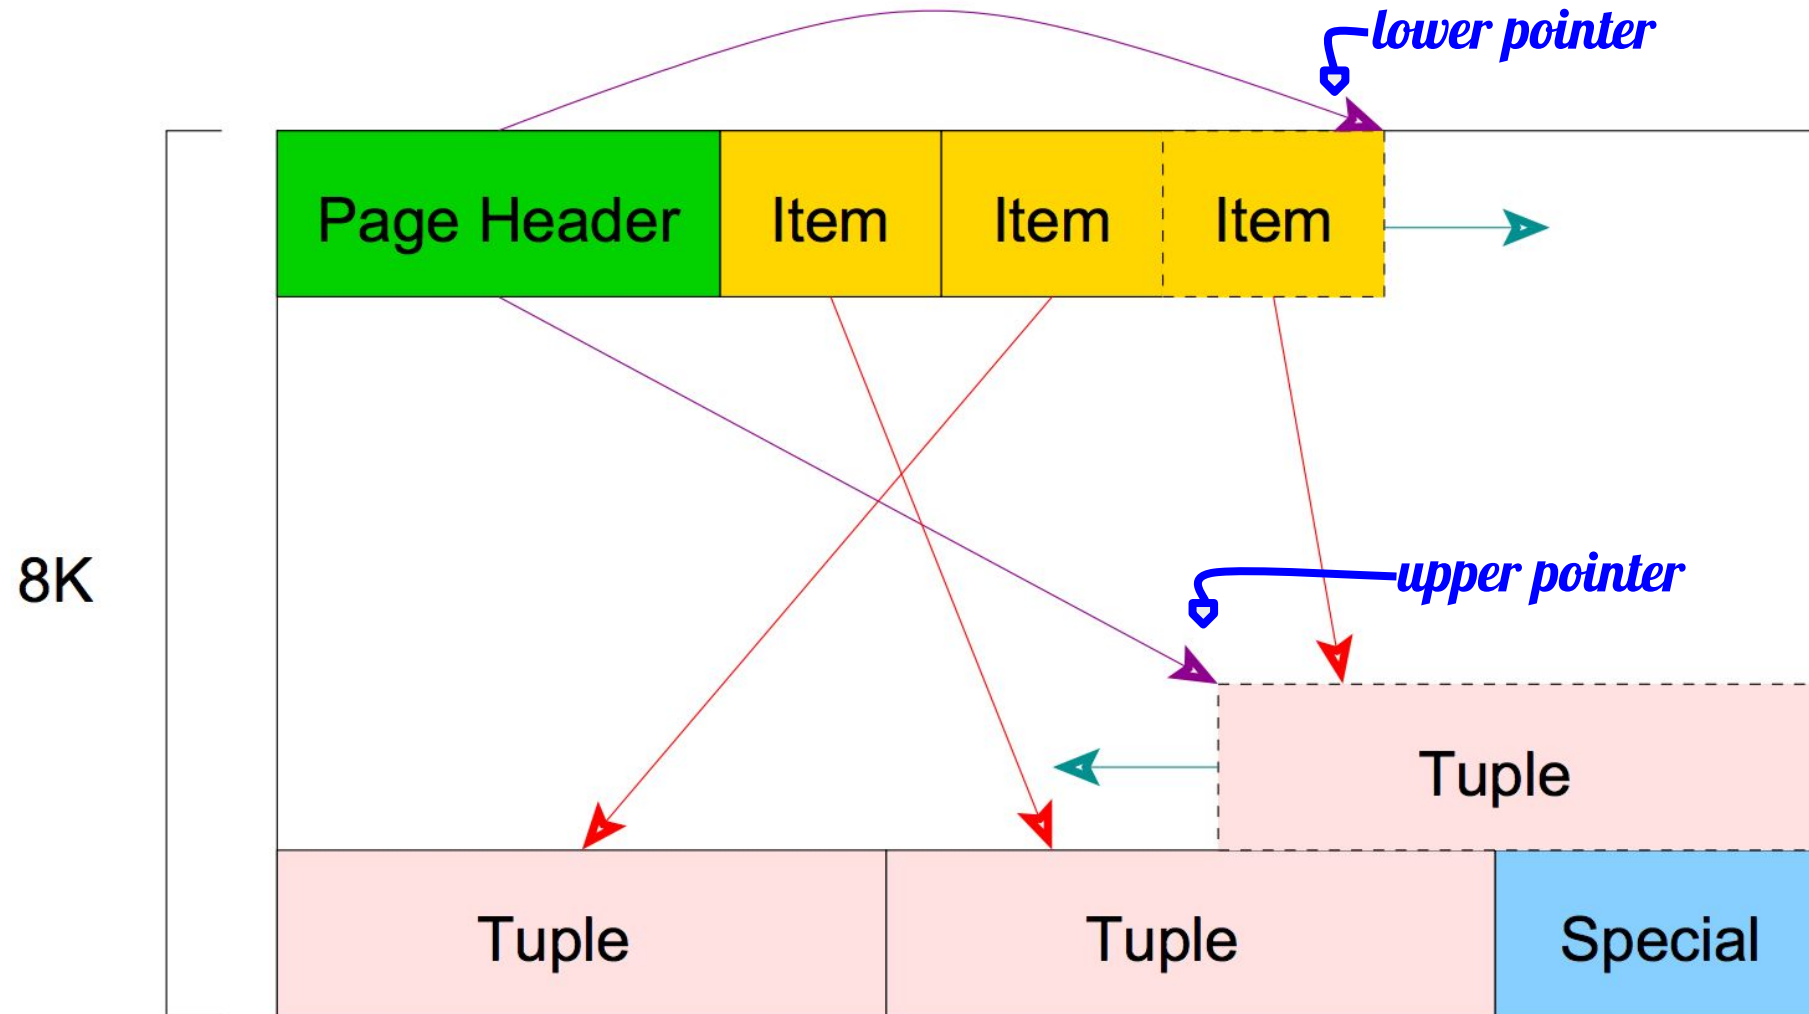 lower pointer
Page Header Item Item Item
8K
upper pointer
Tuple
Tuple Tuple Special